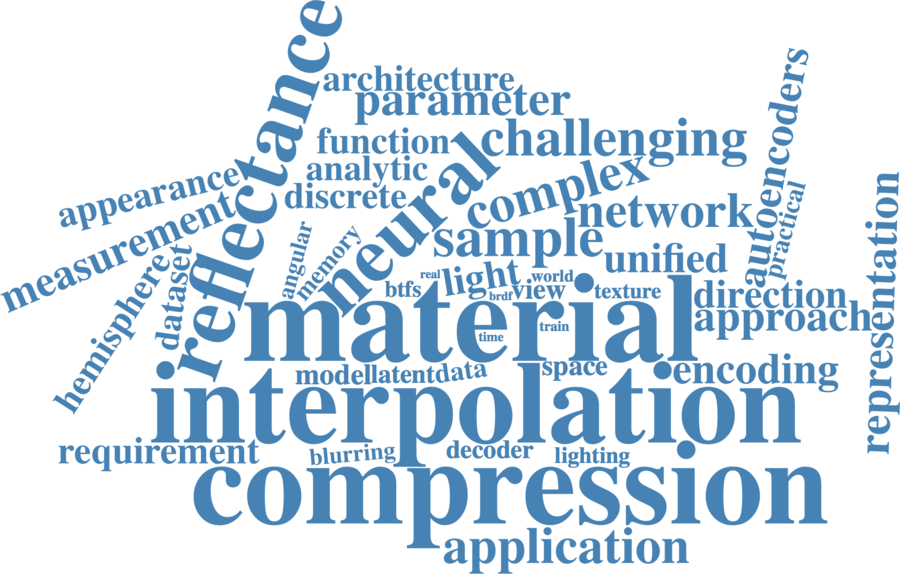 reflectance
architecture
parameter
autoencoders
function
challenging
neural
analytic
appearance
discrete
complex
network
measurement
practical
representation
sample
angular
memory
unified
hemisphere
dataset
real
light
world
btfs
brdf
view
texture
direction
material
approach
train
time
model
latent
data
space
encoding
interpolation
requirement
blurring
decoder
lighting
compression
application